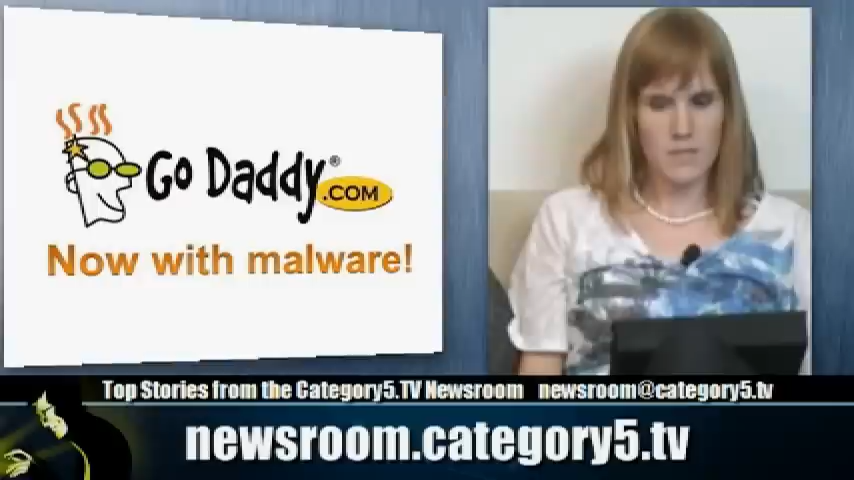 Go Daddy®.COM
Now with malware!
Top Stories from the Category5.TV Newsroom newsroom@category5.tv
newsroom.category5.tv